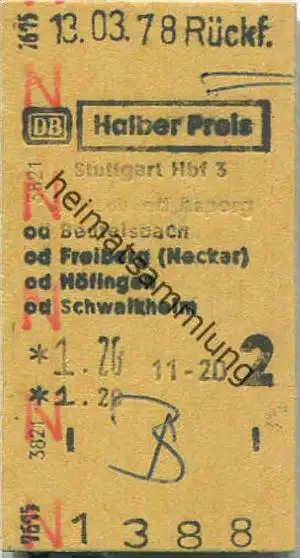 13.03.78 Rückf.
7615
N
DB Halber Preis
3821
Stuttgart Hbf 3
od Beutelsbach
od Freiberg (Neckar)
od Höfingen
od Schwaikheim
*1.20 11-20 2
*1.20
N
3821
7615
N
1388
heimatsammlung